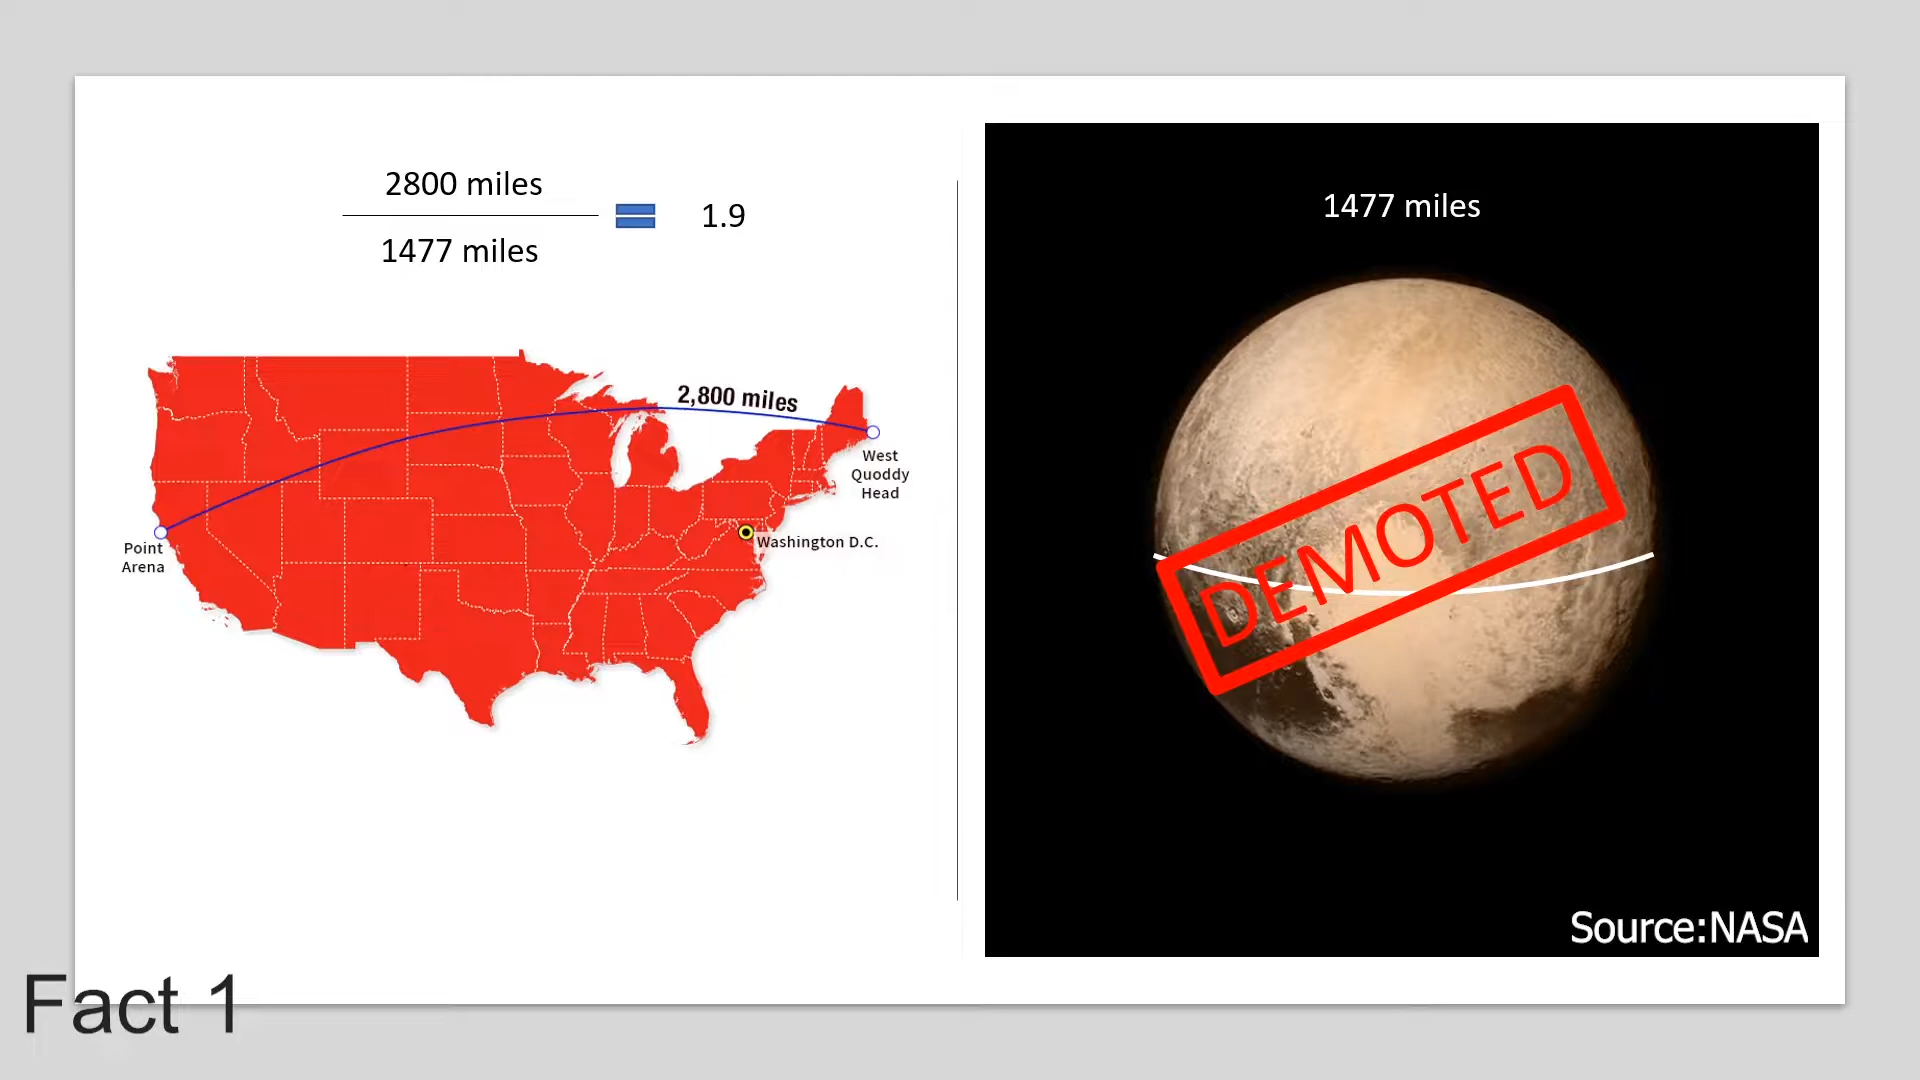 2800 miles
1477 miles
1.9
2,800 miles
West
Quoddy
Head
Point
Arena
Washington D.C.
1477 miles
DEMOTED
Source:NASA
Fact 1